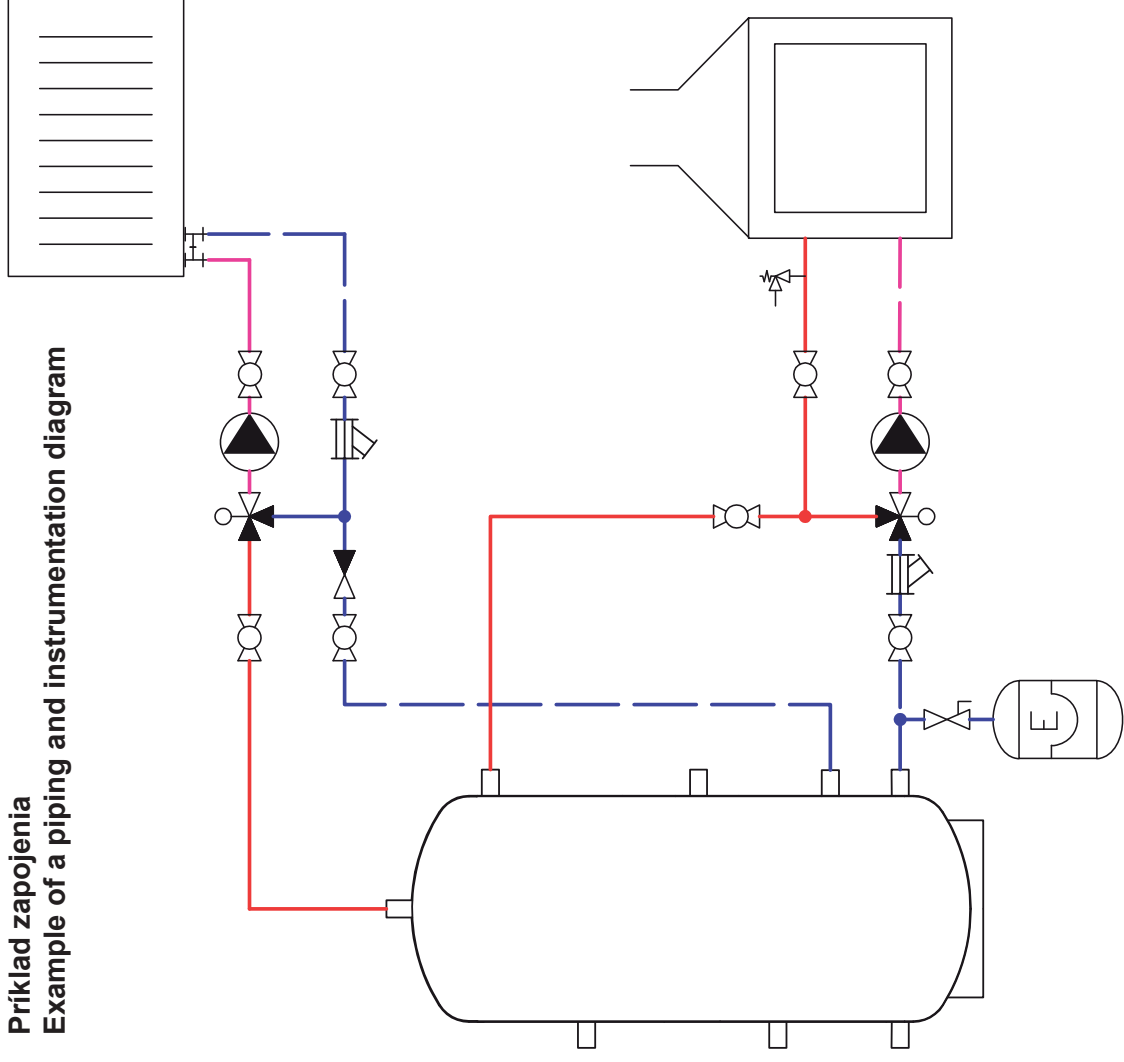 Príklad zapojenia
Example of a piping and instrumentation diagram
E